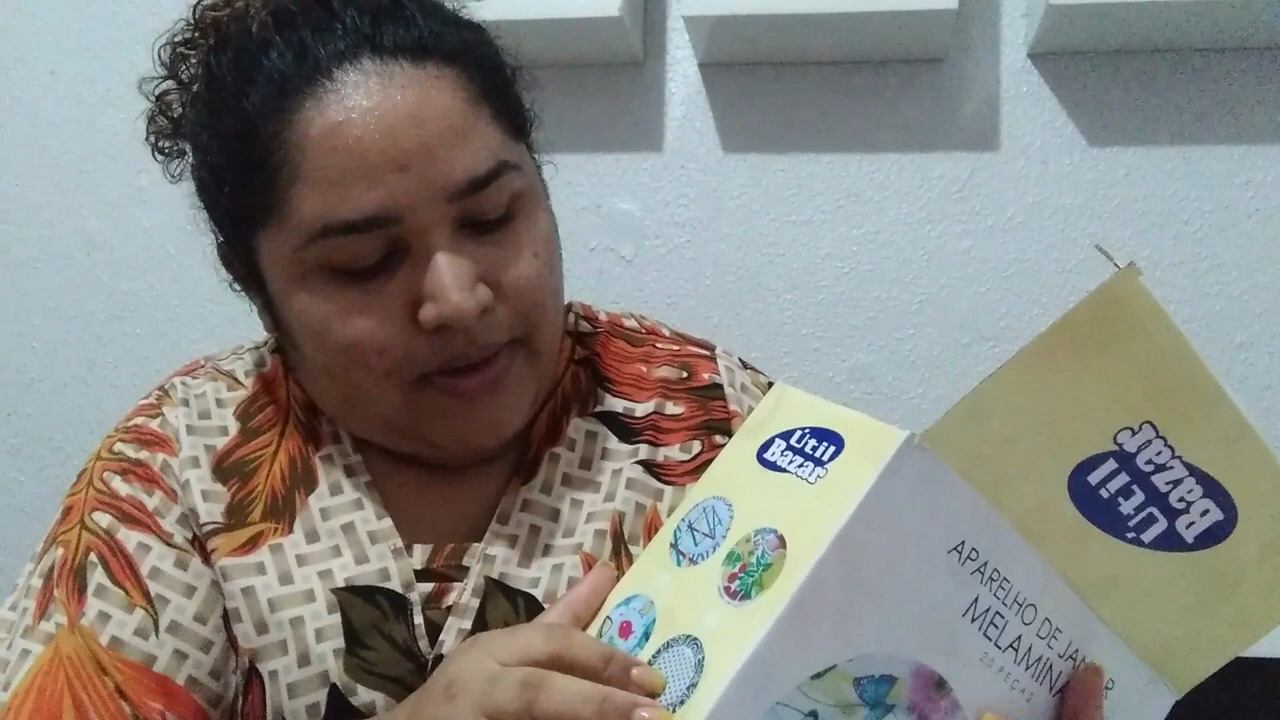 Útil
Bazar
APARELHO DE JANTAR
MELAMINA
20 PEÇAS
Útil
Bazar